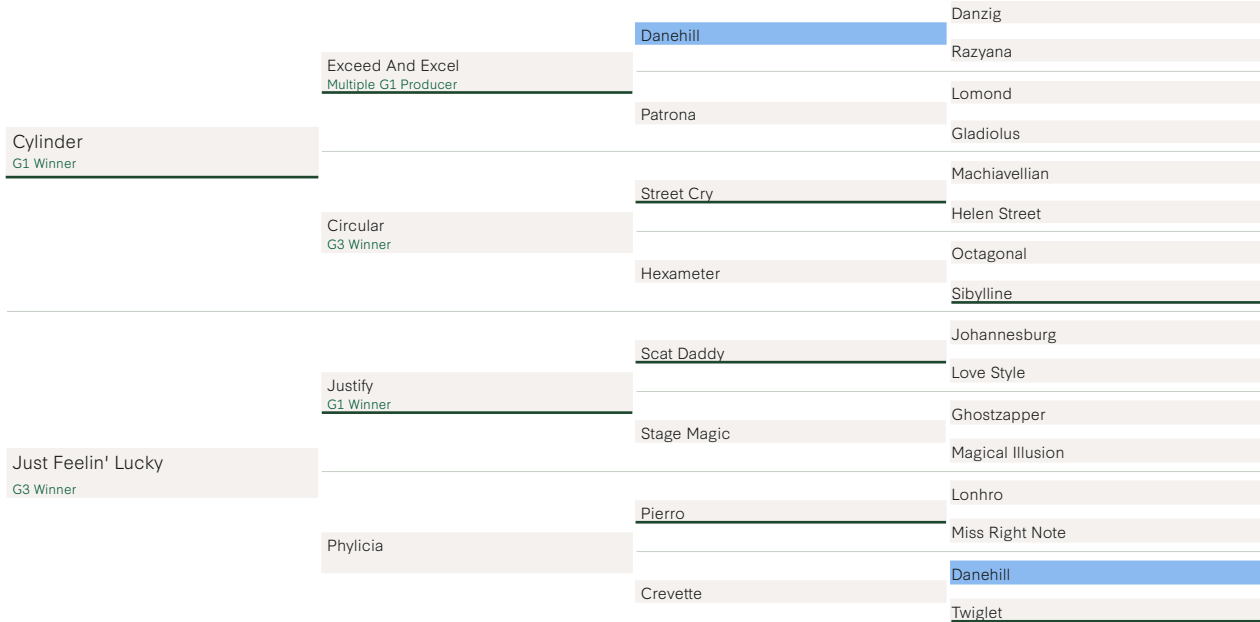 Cylinder
G1 Winner
Just Feelin' Lucky
G3 Winner
Exceed And Excel
Multiple G1 Producer
Circular
G3 Winner
Justify
G1 Winner
Phylicia
Danehill
Patrona
Street Cry
Hexameter
Scat Daddy
Stage Magic
Pierro
Crevette
Danzig
Razyana
Lomond
Gladiolus
Machiavellian
Helen Street
Octagonal
Sibylline
Johannesburg
Love Style
Ghostzapper
Magical Illusion
Lonhro
Miss Right Note
Danehill
Twiglet